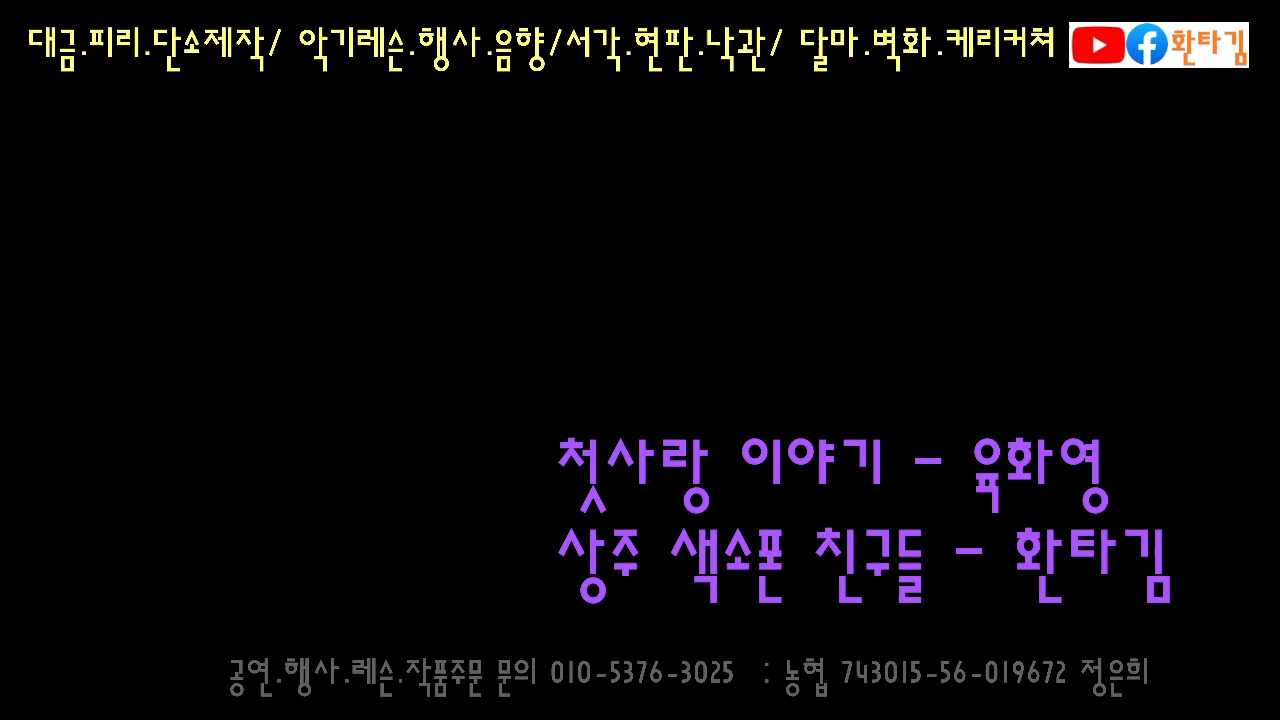 대금.피리.단소제작/ 악기레슨.행사.음향/서각.현판.낙관/ 달마.벽화.케리커쳐 환타김
첫사랑 이야기 - 육화영
상주 색소폰 친구들 - 환타김
공연.행사.레슨.작품주문 문의 010-5376-3025 : 농협 743015-56-019672 정은희